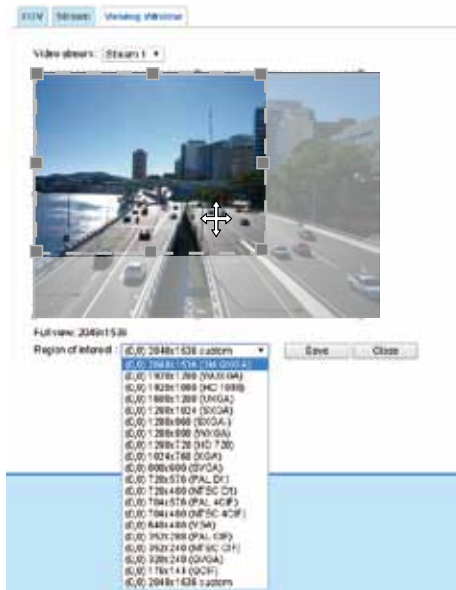 FOV Stream Viewing Window
Video stream: Stream 1
Full view: 2048x1536
Region of interest: (0,0) 2048x1536 custom Save Close
(0,0) 2048x1536 (3M QXGA)
(0,0) 1920x1200 (WUXGA)
(0,0) 1920x1080 (HD 1080)
(0,0) 1600x1200 (UXGA)
(0,0) 1280x1024 (SXGA)
(0,0) 1280x960 (SXGA-)
(0,0) 1280x800 (WXGA)
(0,0) 1280x720 (HD 720)
(0,0) 1024x768 (XGA)
(0,0) 800x600 (SVGA)
(0,0) 720x576 (PAL D1)
(0,0) 720x480 (NTSC D1)
(0,0) 704x576 (PAL 4CIF)
(0,0) 704x480 (NTSC 4CIF)
(0,0) 640x480 (VGA)
(0,0) 352x288 (PAL CIF)
(0,0) 352x240 (NTSC CIF)
(0,0) 320x240 (QVGA)
(0,0) 176x144 (QCIF)
(0,0) 2048x1536 custom